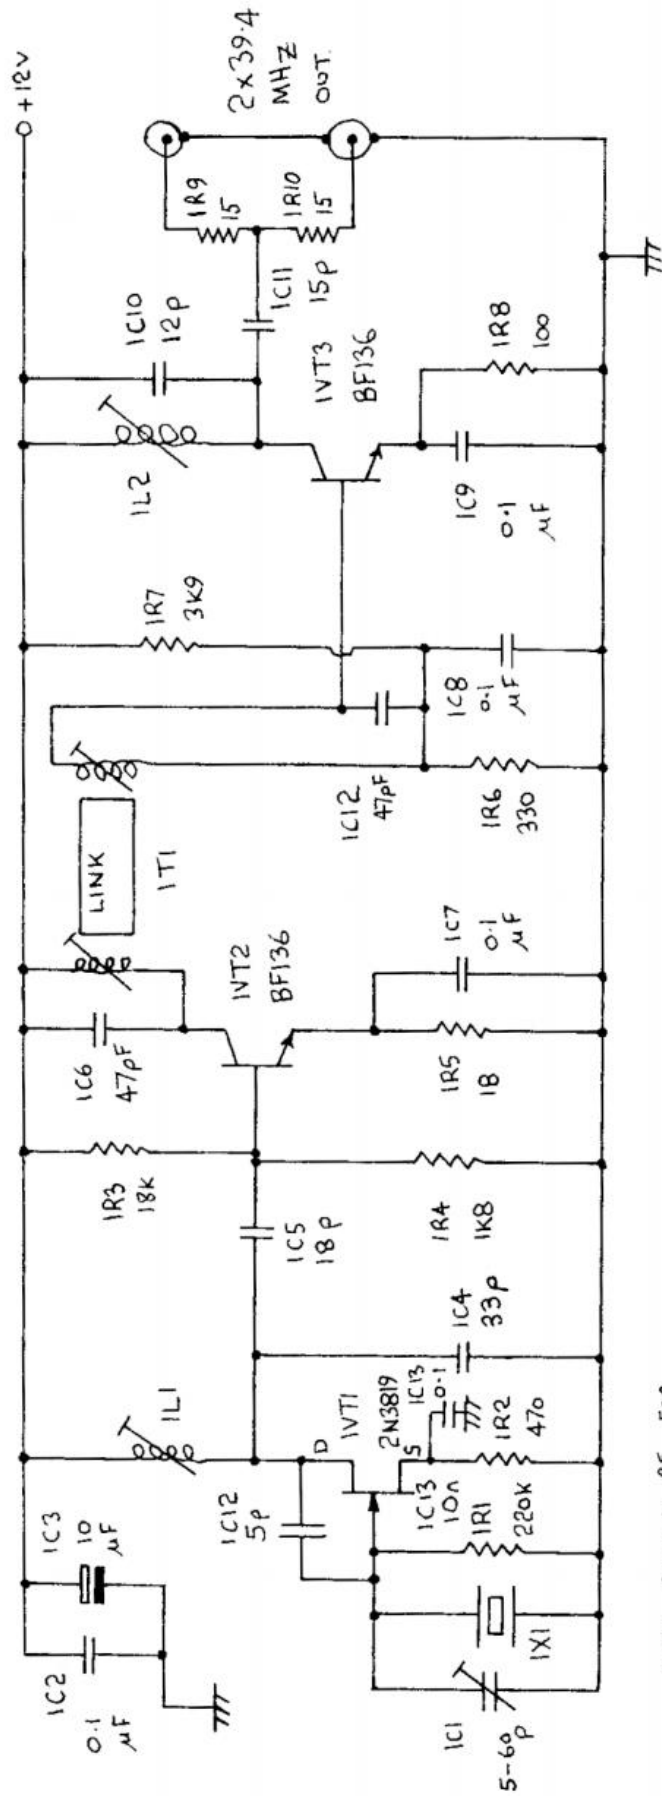 1C2
0.1
µF
1C3
10
µF
1L1
1C12
5p
D
1VT1
2N3819
S
1C13
0.1
1C13
10n
1R1
220K
1R2
470
1C1
5-60
p
1X1
1C4
33p
1C5
18p
1R3
18K
1R4
1K8
1C6
47pF
1VT2
BF136
1R5
18
1C7
0.1
µF
LINK
1T1
1C12
47pF
1R6
330
1C8
0.1
µF
1R7
3K9
1L2
1C10
12p
1VT3
BF136
1C9
0.1
µF
1R8
100
1C11
15p
1R9
15
1R10
15
2x39.4
MHZ
OUT.
+12V